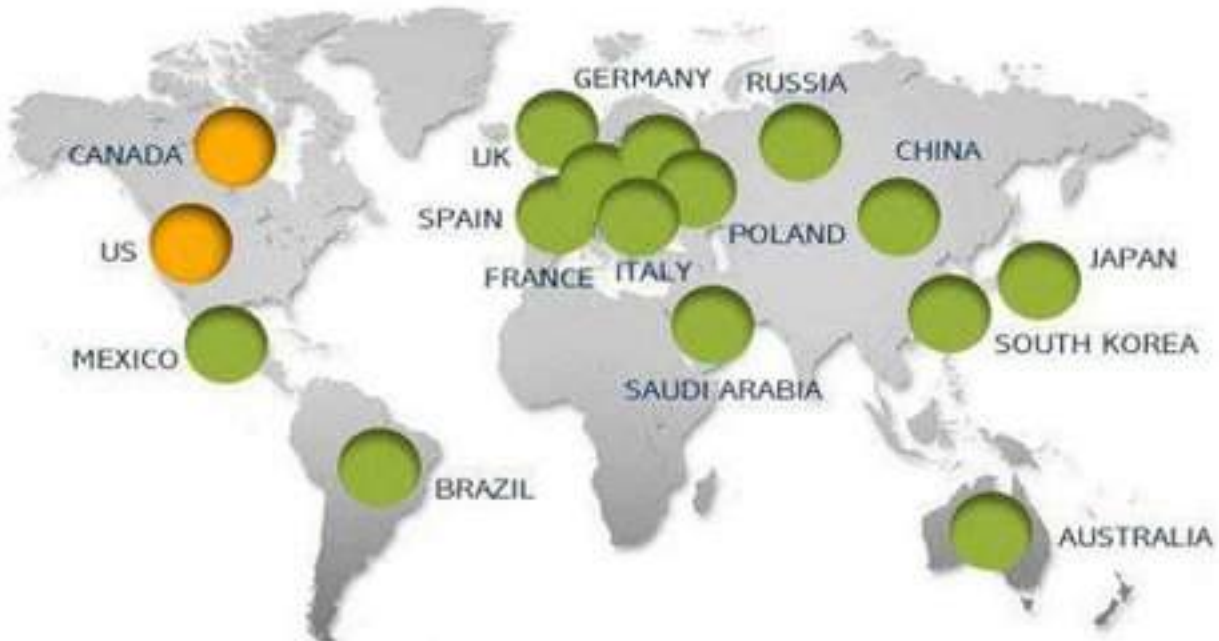 GERMANY
RUSSIA
CANADA
UK
CHINA
SPAIN
POLAND
US
FRANCE
ITALY
JAPAN
MEXICO
SOUTH KOREA
SAUDI ARABIA
BRAZIL
AUSTRALIA